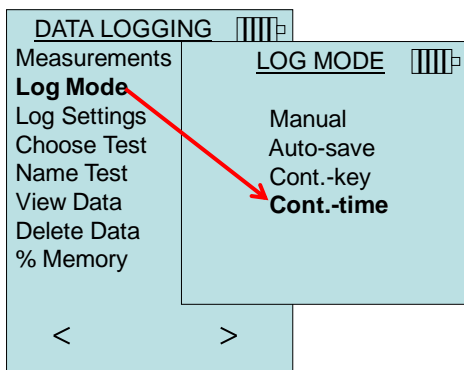 DATA LOGGING
Measurements
Log Mode
Log Settings
Choose Test
Name Test
View Data
Delete Data
% Memory
< >
LOG MODE
Manual
Auto-save
Cont.-key
Cont.-time